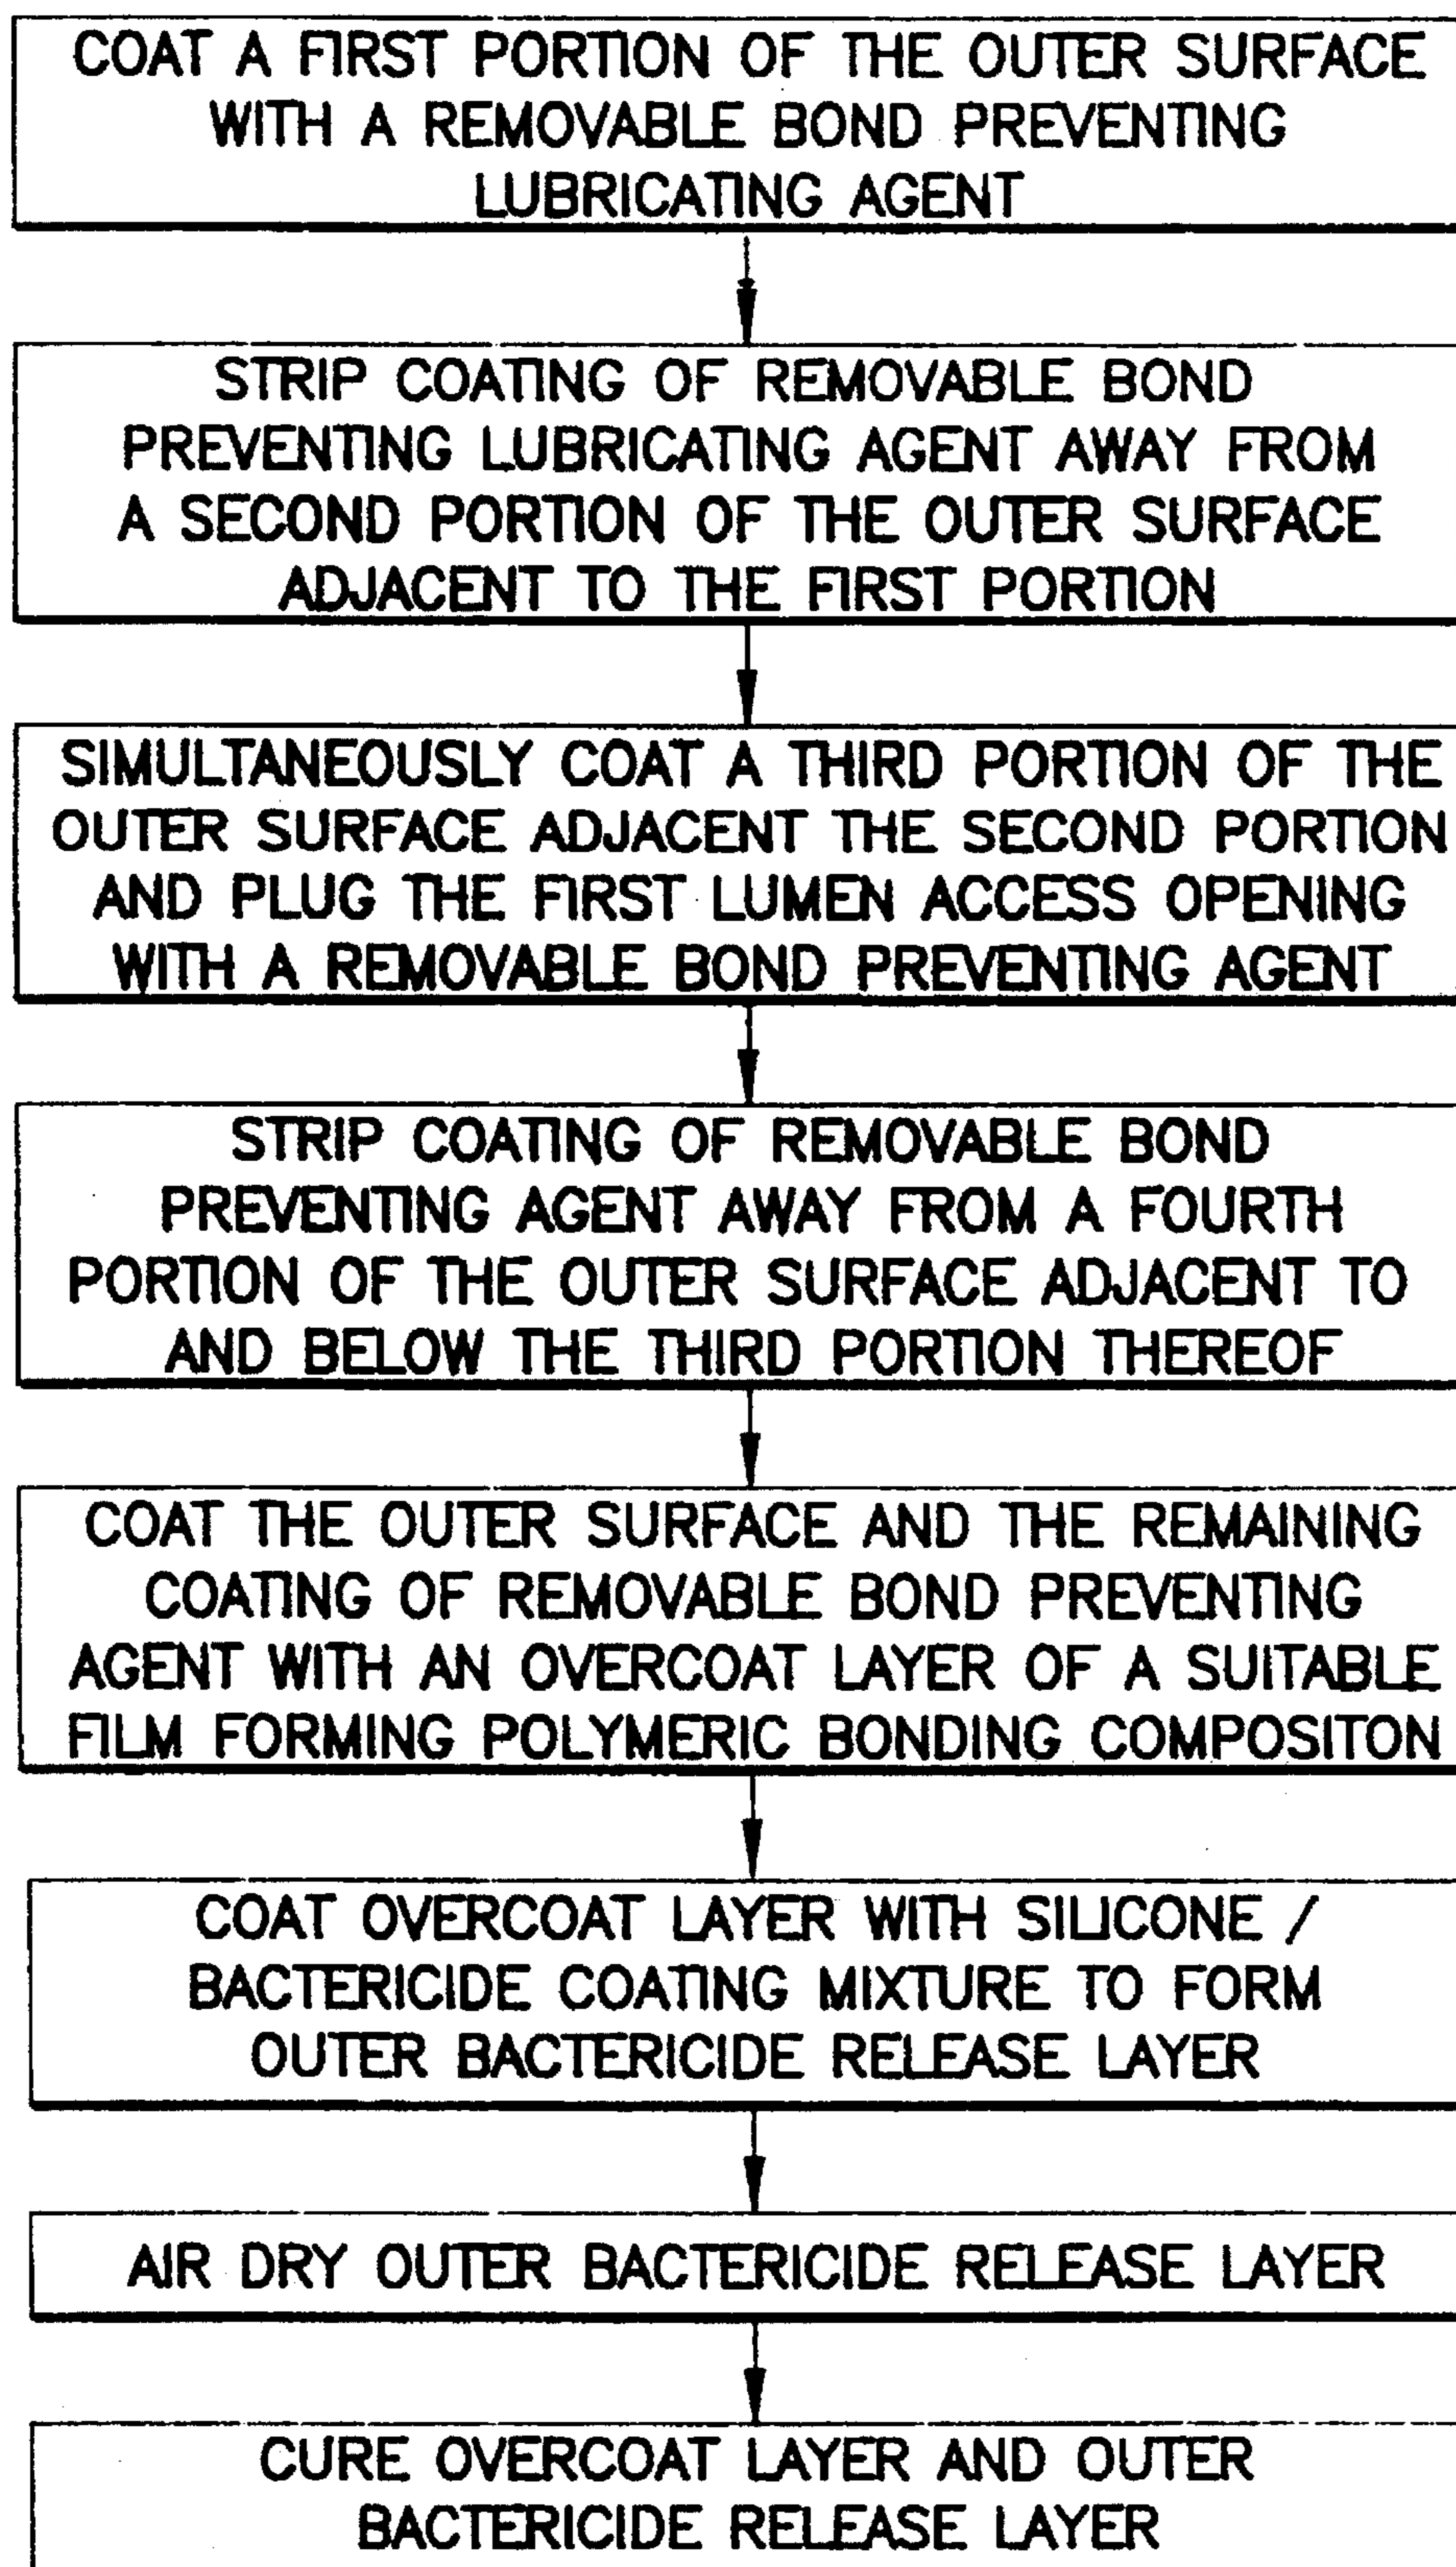 COAT A FIRST PORTION OF THE OUTER SURFACE
WITH A REMOVABLE BOND PREVENTING
LUBRICATING AGENT
STRIP COATING OF REMOVABLE BOND
PREVENTING LUBRICATING AGENT AWAY FROM
A SECOND PORTION OF THE OUTER SURFACE
ADJACENT TO THE FIRST PORTION
SIMULTANEOUSLY COAT A THIRD PORTION OF THE
OUTER SURFACE ADJACENT THE SECOND PORTION
AND PLUG THE FIRST LUMEN ACCESS OPENING
WITH A REMOVABLE BOND PREVENTING AGENT
STRIP COATING OF REMOVABLE BOND
PREVENTING AGENT AWAY FROM A FOURTH
PORTION OF THE OUTER SURFACE ADJACENT TO
AND BELOW THE THIRD PORTION THEREOF
COAT THE OUTER SURFACE AND THE REMAINING
COATING OF REMOVABLE BOND PREVENTING
AGENT WITH AN OVERCOAT LAYER OF A SUITABLE
FILM FORMING POLYMERIC BONDING COMPOSITON
COAT OVERCOAT LAYER WITH SILICONE /
BACTERICIDE COATING MIXTURE TO FORM
OUTER BACTERICIDE RELEASE LAYER
AIR DRY OUTER BACTERICIDE RELEASE LAYER
CURE OVERCOAT LAYER AND OUTER
BACTERICIDE RELEASE LAYER